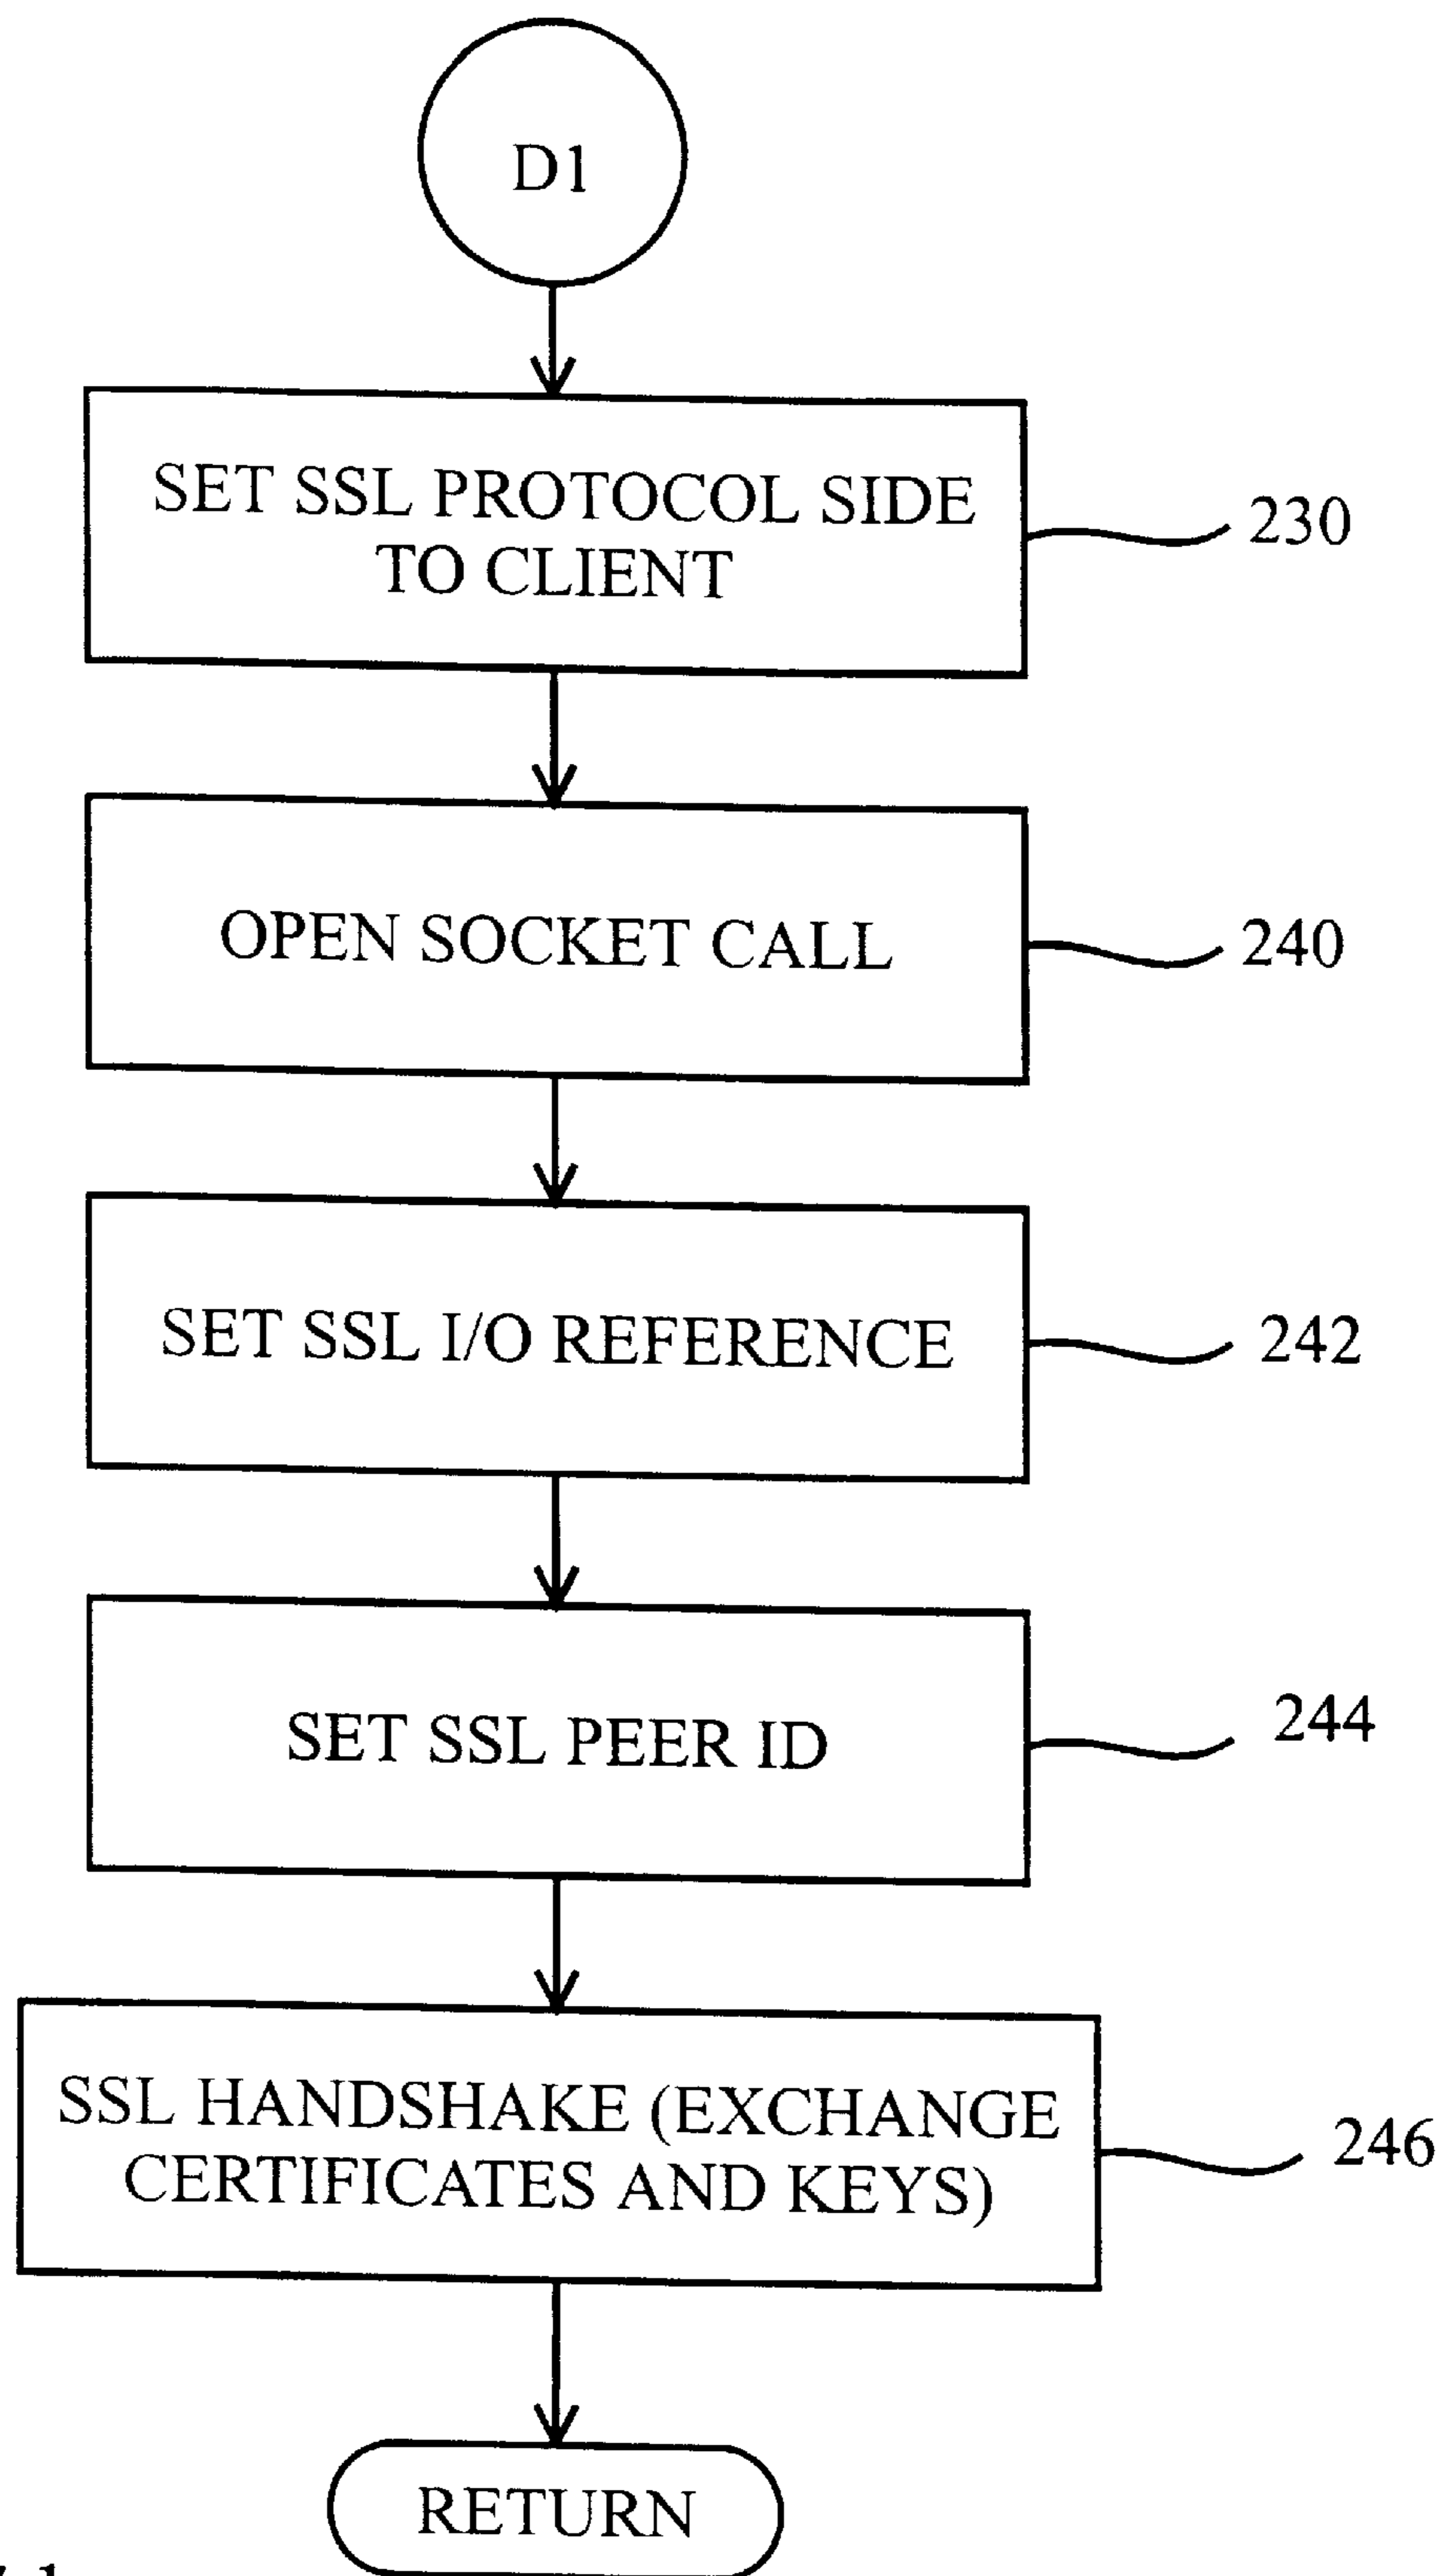 D1
SET SSL PROTOCOL SIDE
TO CLIENT
230
OPEN SOCKET CALL
240
SET SSL I/O REFERENCE
242
SET SSL PEER ID
244
SSL HANDSHAKE (EXCHANGE
CERTIFICATES AND KEYS)
246
RETURN